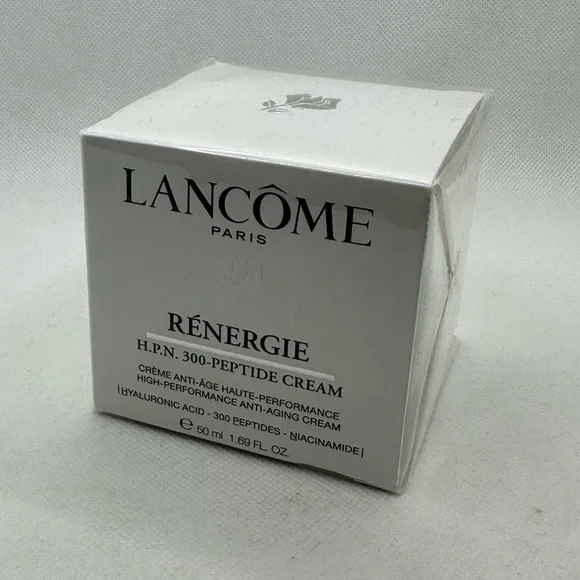 LANCÔME
PARIS
RÉNERGIE
H.P.N. 300-PEPTIDE CREAM
CRÈME ANTI-ÂGE HAUTE-PERFORMANCE
HIGH-PERFORMANCE ANTI-AGING CREAM
|HYALURONIC ACID - 300 PEPTIDES - NIACINAMIDE|
℮ 50 ml 1.69 FL. OZ.